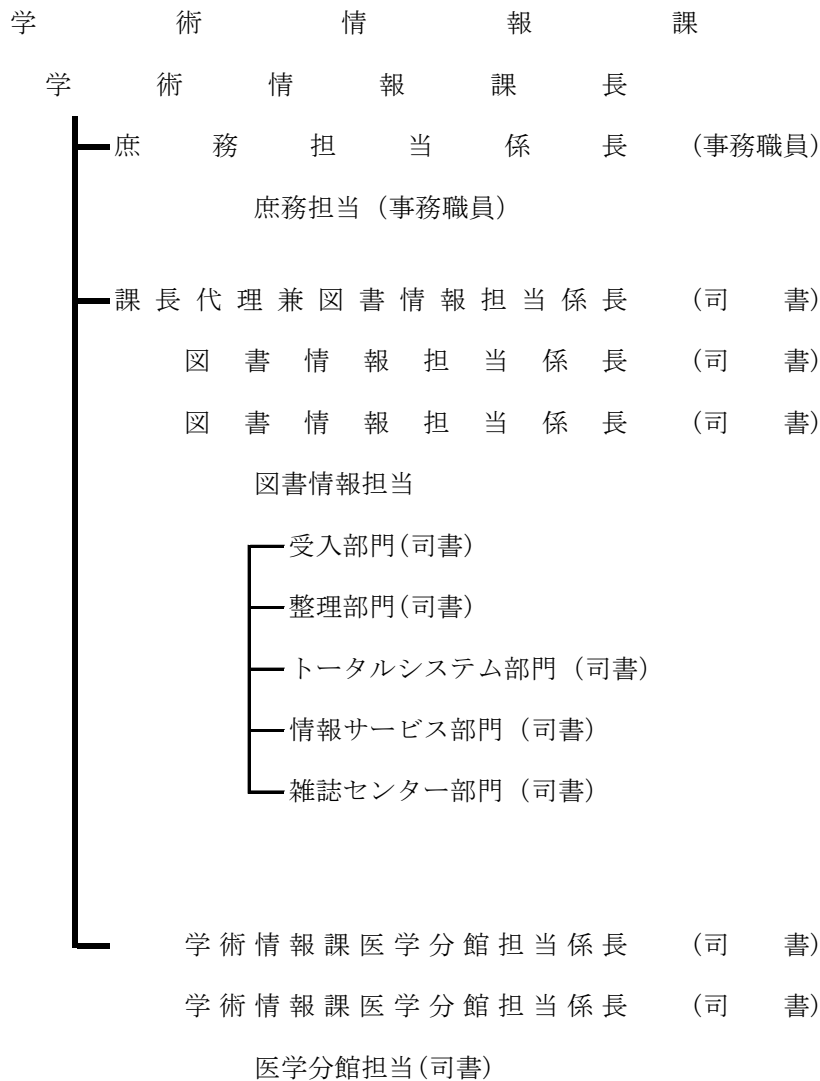 学術情報課
学術情報課長
庶務担当係長 (事務職員)
庶務担当 (事務職員)
課長代理兼図書情報担当係長 (司書)
図書情報担当係長 (司書)
図書情報担当係長 (司書)
図書情報担当
受入部門(司書)
整理部門(司書)
トータルシステム部門 (司書)
情報サービス部門 (司書)
雑誌センター部門 (司書)
学術情報課医学分館担当係長 (司書)
学術情報課医学分館担当係長 (司書)
医学分館担当(司書)